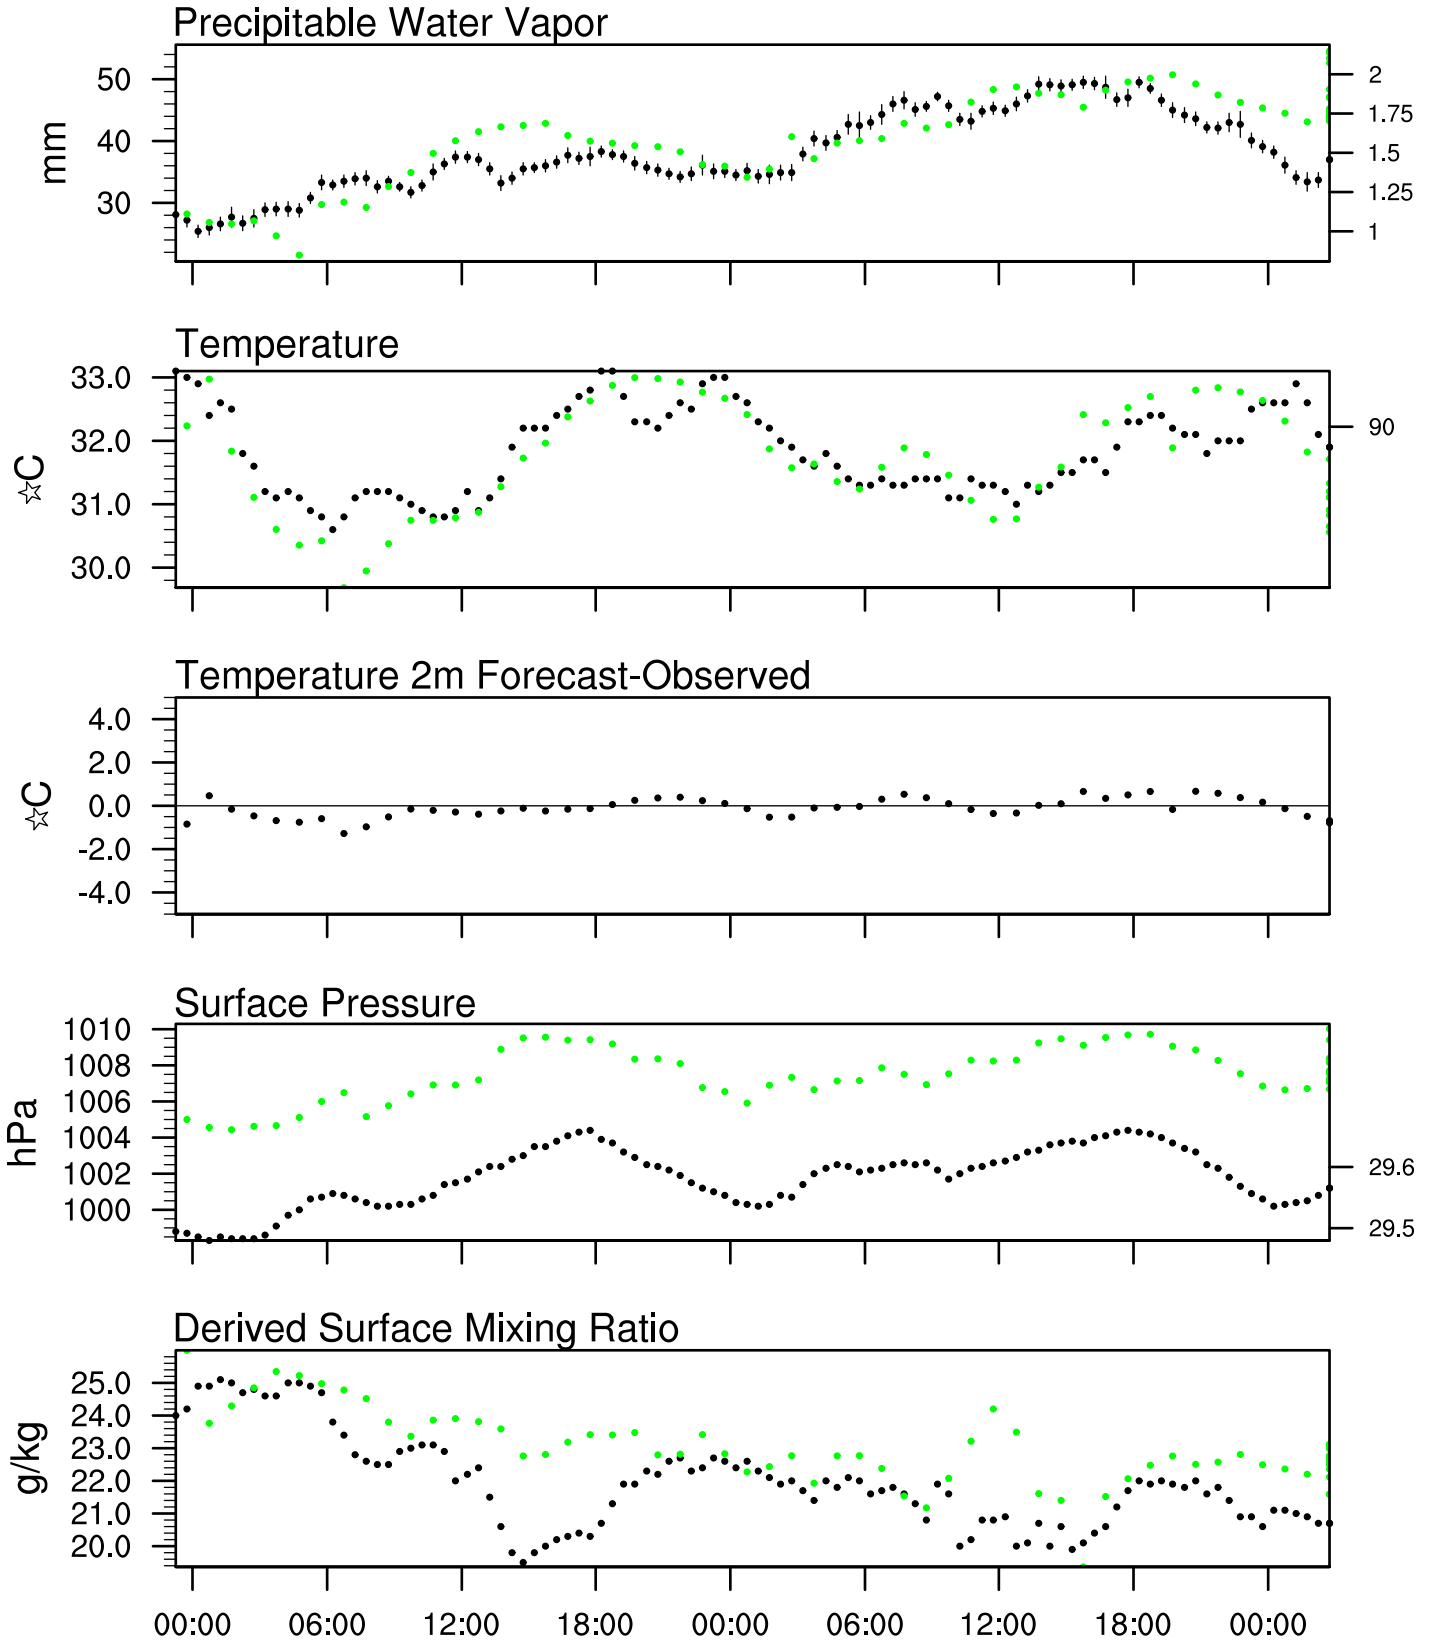 Precipitable Water Vapor
mm
50
40
30
2
1.75
1.5
1.25
1
Temperature
☆C
33.0
32.0
31.0
30.0
90
Temperature 2m Forecast-Observed
☆C
4.0
2.0
0.0
-2.0
-4.0
Surface Pressure
hPa
1010
1008
1006
1004
1002
1000
29.6
29.5
Derived Surface Mixing Ratio
g/kg
25.0
24.0
23.0
22.0
21.0
20.0
00:00 06:00 12:00 18:00 00:00 06:00 12:00 18:00 00:00